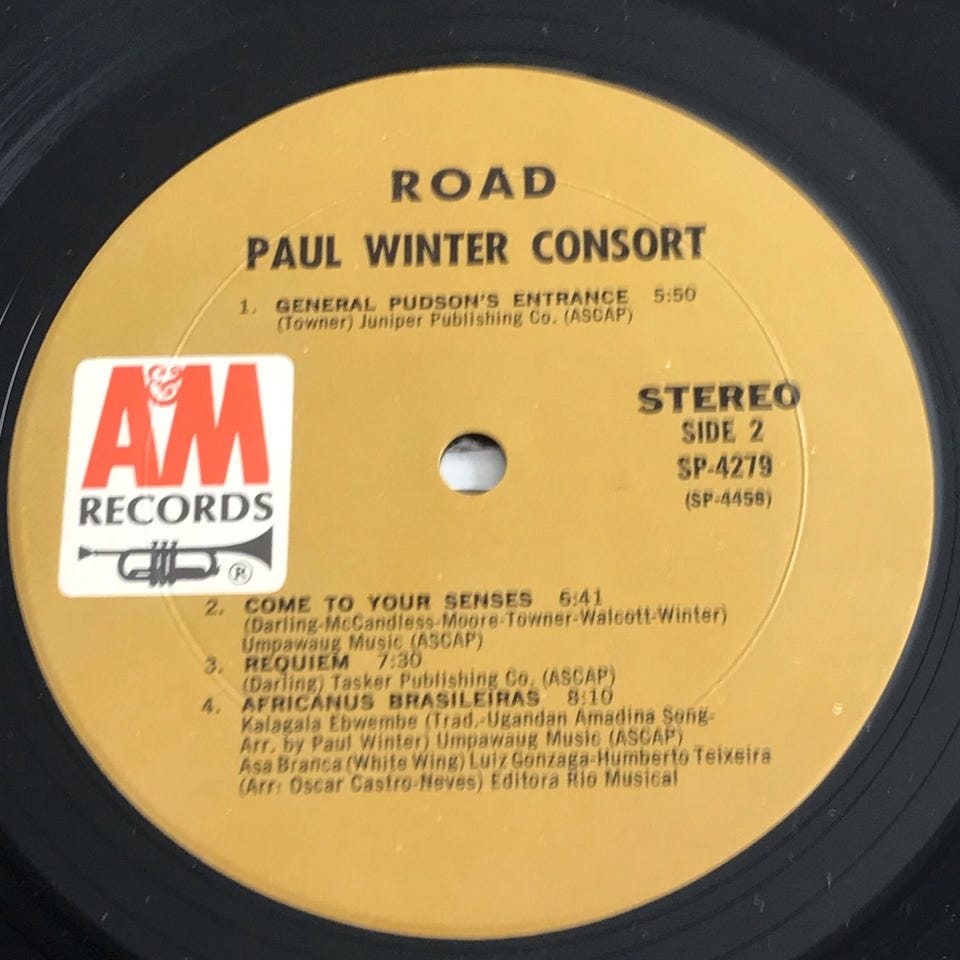 ROAD
PAUL WINTER CONSORT
1. GENERAL PUDSON'S ENTRANCE 5:50
(Towner) Juniper Publishing Co. (ASCAP)
A&M
RECORDS
®
STEREO
SIDE 2
SP-4279
(SP-4458)
2. COME TO YOUR SENSES 6:41
(Darling-McCandless-Moore-Towner-Walcott-Winter)
Umpawaug Music (ASCAP)
3. REQUIEM 7:30
(Darling) Tasker Publishing Co. (ASCAP)
4. AFRICANUS BRASILEIRAS 8:10
Kalagala Ebwembe (Trad.-Ugandan Amadina Song-
Arr. by Paul Winter) Umpawaug Music (ASCAP)
Asa Branca (White Wing) Luiz Gonzaga-Humberto Teixeira
(Arr: Oscar Castro-Neves) Editora Rio Musical